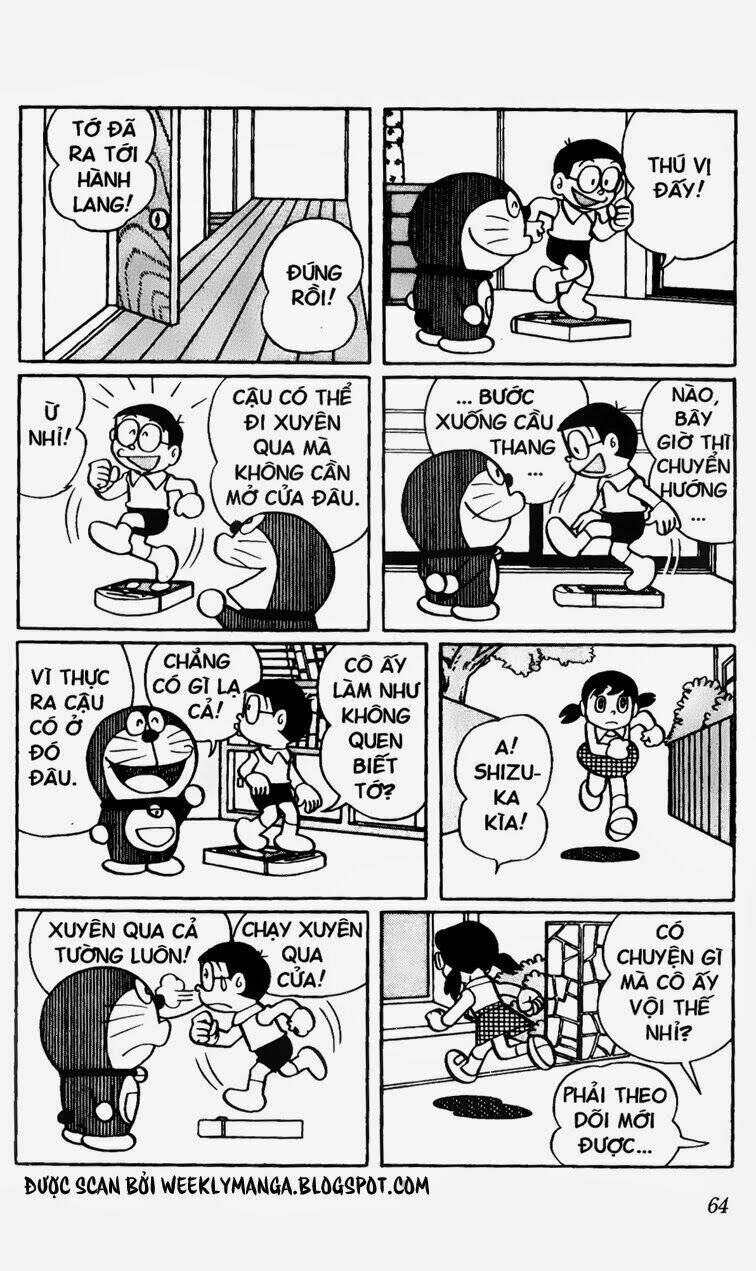 THÚ VỊ
ĐẤY!
TỚ ĐÃ
RA TỚI
HÀNH
LANG!
ĐÚNG
RỒI!
NÀO,
BÂY
GIỜ THÌ
CHUYỂN
HƯỚNG
...
... BƯỚC
XUỐNG CẦU
THANG
...
CẬU CÓ THỂ
ĐI XUYÊN
QUA MÀ
KHÔNG CẦN
MỞ CỬA ĐÂU.
Ừ
NHỈ!
A!
SHIZU-
KA
KÌA!
CÔ ẤY
LÀM NHƯ
KHÔNG
QUEN
BIẾT
TỚ?
CHẲNG
CÓ GÌ LẠ
CẢ!
VÌ THỰC
RA CẬU
CÓ Ở
ĐÓ
ĐÂU.
CÓ
CHUYỆN GÌ
MÀ CÔ ẤY
VỘI THẾ
NHỈ?
PHẢI THEO
DÕI MỚI
ĐƯỢC...
CHẠY XUYÊN
QUA
CỬA!
XUYÊN QUA CẢ
TƯỜNG LUÔN!
ĐƯỢC SCAN BỞI WEEKLYMANGA.BLOGSPOT.COM
64